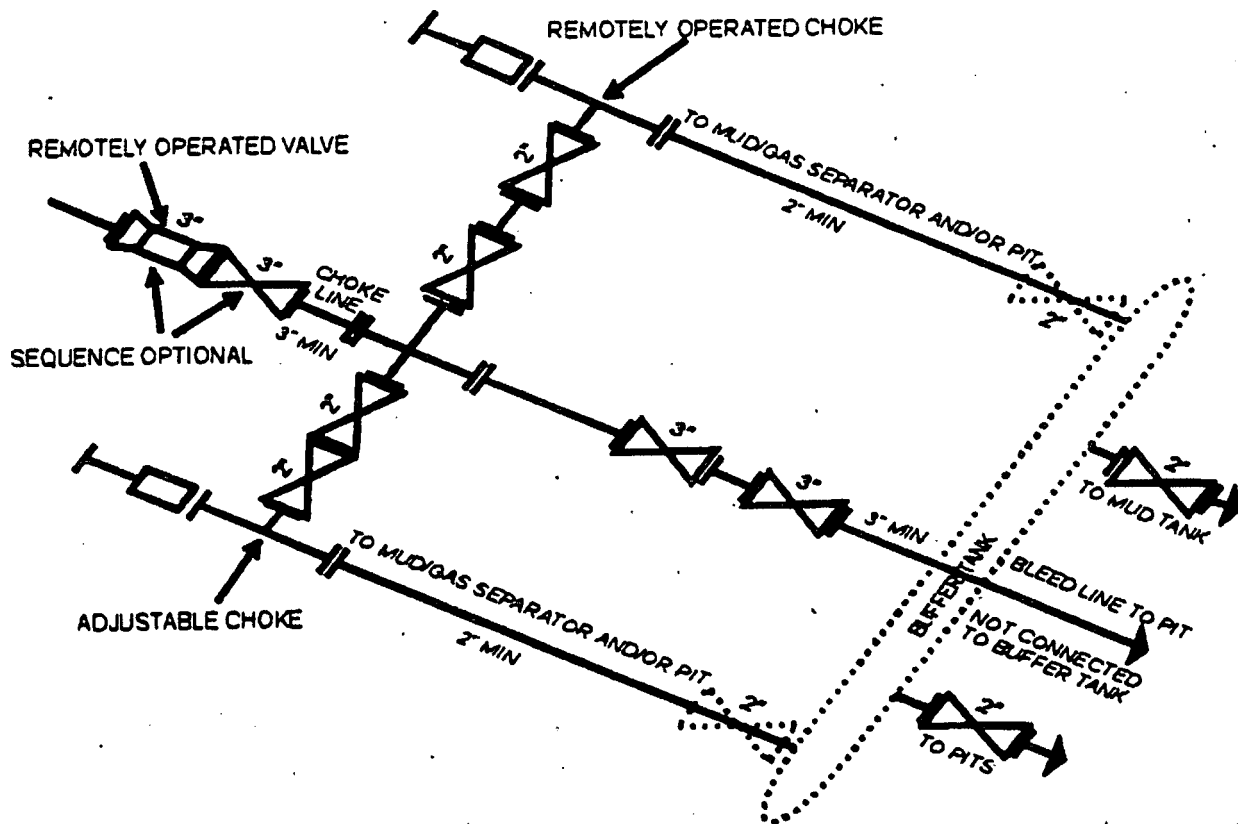 REMOTELY OPERATED CHOKE
REMOTELY OPERATED VALVE
TO MUD/GAS SEPARATOR AND/OR PIT
2" MIN
2"
2"
3"
3"
CHOKE
LINE
3" MIN
SEQUENCE OPTIONAL
2"
2"
2"
3"
3"
3" MIN
2"
TO MUD TANK
BUFFER TANK
BLEED LINE TO PIT
NOT CONNECTED
TO BUFFER TANK
ADJUSTABLE CHOKE
TO MUD/GAS SEPARATOR AND/OR PIT
2" MIN
2"
2"
TO PITS